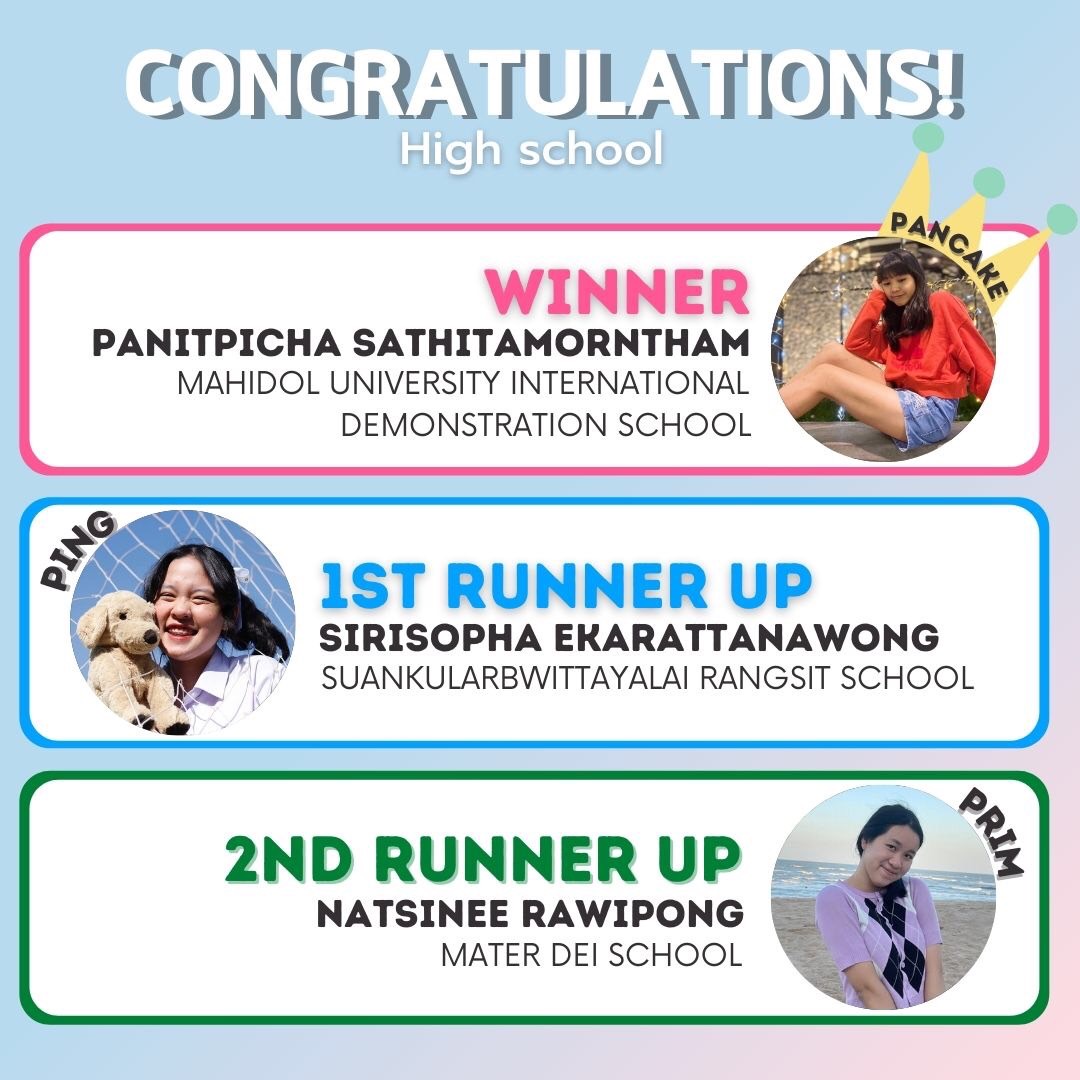 CONGRATULATIONS!
High school
PANCAKE
WINNER
PANITPICHA SATHITAMORNTHAM
MAHIDOL UNIVERSITY INTERNATIONAL
DEMONSTRATION SCHOOL
PING
1ST RUNNER UP
SIRISOPHA EKARATTANAWONG
SUANKULARBWITTAYALAI RANGSIT SCHOOL
PRIM
2ND RUNNER UP
NATSINEE RAWIPONG
MATER DEI SCHOOL